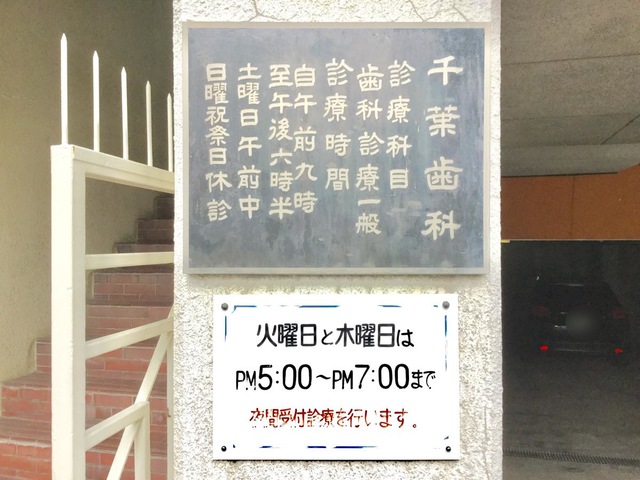 千葉歯科
診療科目
歯科診療一般
診療時間
自午前九時
至午後六時半
土曜日午前中
日曜祝祭日休診
火曜日と木曜日は
PM5:00～PM7:00まで
夜間受付診療を行います。